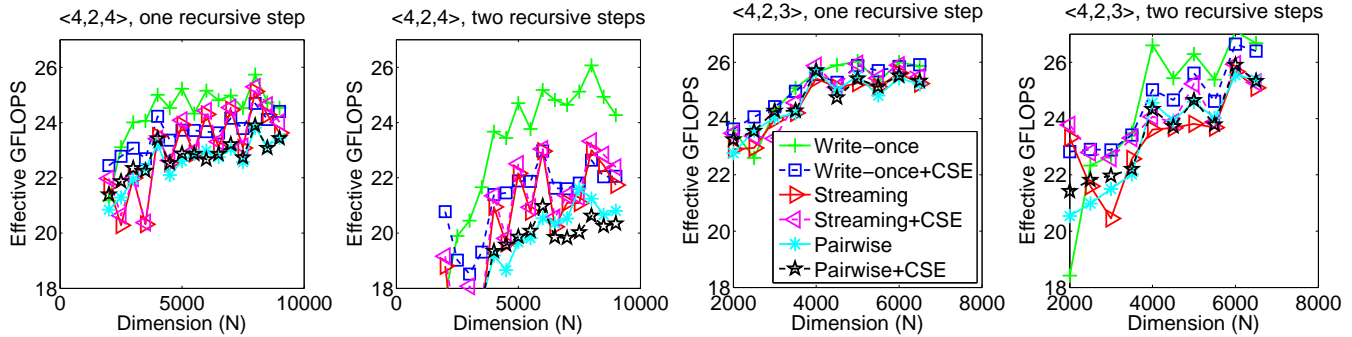 <4,2,4>, one recursive step
<4,2,4>, two recursive steps
<4,2,3>, one recursive step
<4,2,3>, two recursive steps
Effective GFLOPS
26
24
22
20
18
0 5000 10000
Dimension (N)
Effective GFLOPS
26
24
22
20
18
0 5000 10000
Dimension (N)
Effective GFLOPS
26
24
22
20
18
2000 4000 6000 8000
Dimension (N)
Write-once
Write-once+CSE
Streaming
Streaming+CSE
Pairwise
Pairwise+CSE
Effective GFLOPS
26
24
22
20
18
2000 4000 6000 8000
Dimension (N)